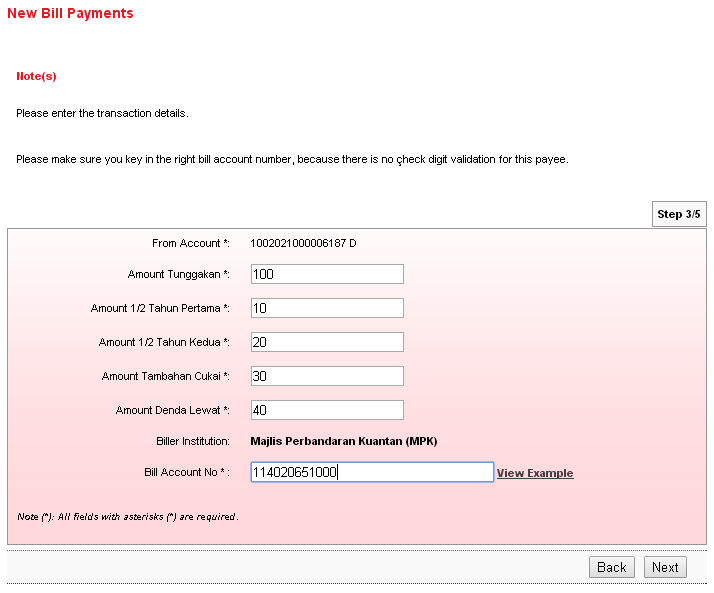 New Bill Payments
Note(s)
Please enter the transaction details.
Please make sure you key in the right bill account number, because there is no çheck digit validation for this payee.
Step 3/5
From Account *: 1002021000006187 D
Amount Tunggakan *: 100
Amount 1/2 Tahun Pertama *: 10
Amount 1/2 Tahun Kedua *: 20
Amount Tambahan Cukai *: 30
Amount Denda Lewat *: 40
Biller Institution: Majlis Perbandaran Kuantan (MPK)
Bill Account No * : 114020651000 View Example
Note (*): All fields with asterisks (*) are required.
Back Next